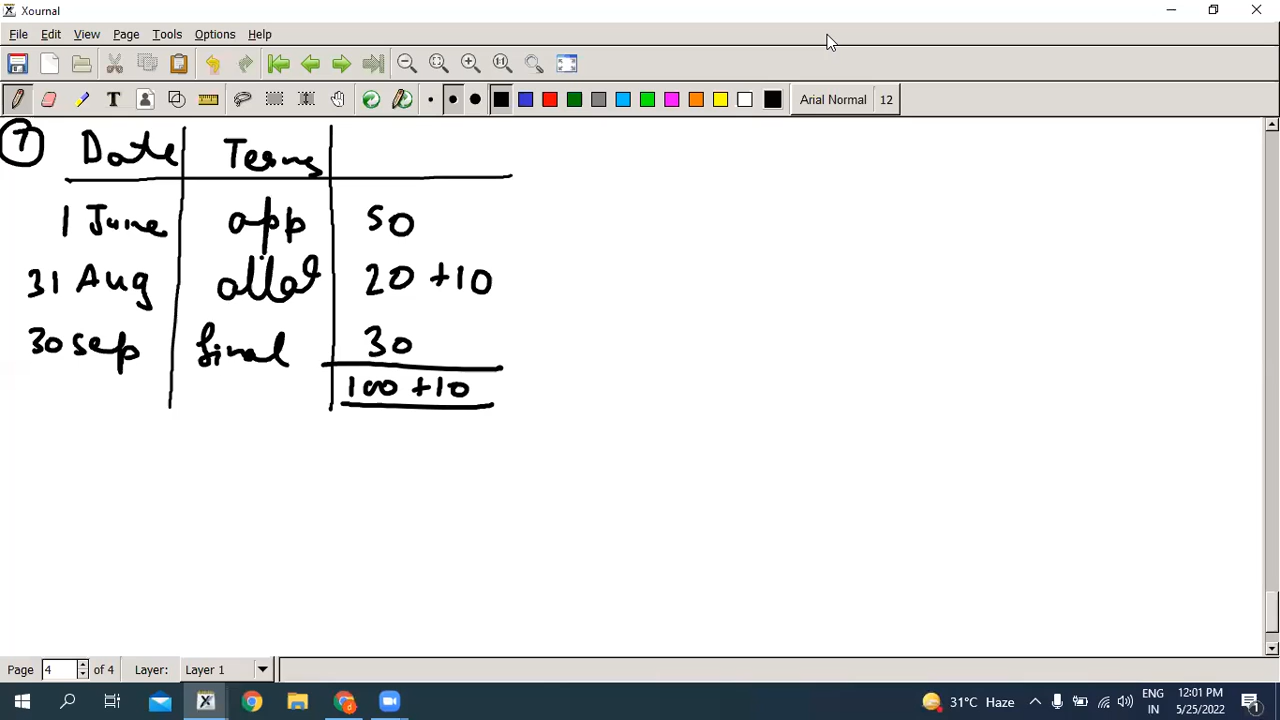 Xournal
File Edit View Page Tools Options Help
Arial Normal 12
7 Date Terms
1 June app 50
31 Aug allot 20 +10
30 sep final 30
100 +10
Page 4 of 4 Layer: Layer 1
31°C Haze ENG 12:01 PM
IN 5/25/2022 1